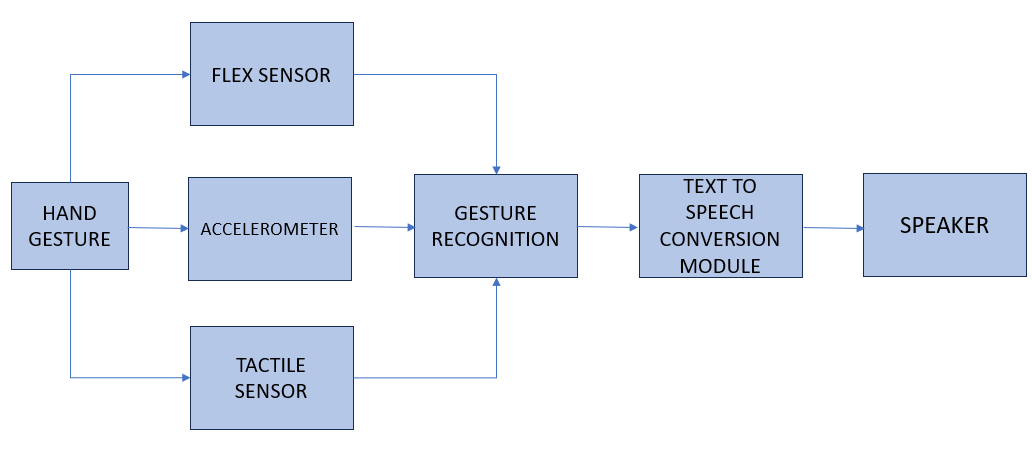 FLEX SENSOR
HAND
GESTURE
ACCELEROMETER
GESTURE
RECOGNITION
TEXT TO
SPEECH
CONVERSION
MODULE
SPEAKER
TACTILE
SENSOR